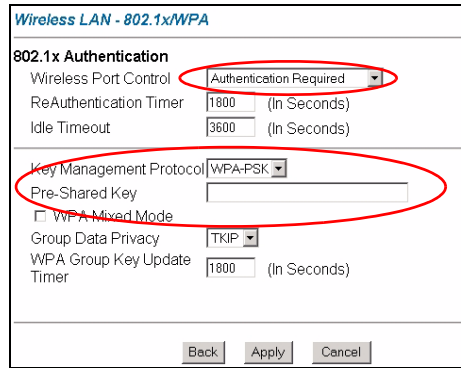 Wireless LAN - 802.1x/WPA
802.1x Authentication
Wireless Port Control Authentication Required
ReAuthentication Timer 1800 (In Seconds)
Idle Timeout 3600 (In Seconds)
Key Management Protocol WPA-PSK
Pre-Shared Key
WPA Mixed Mode
Group Data Privacy TKIP
WPA Group Key Update
Timer 1800 (In Seconds)
Back Apply Cancel